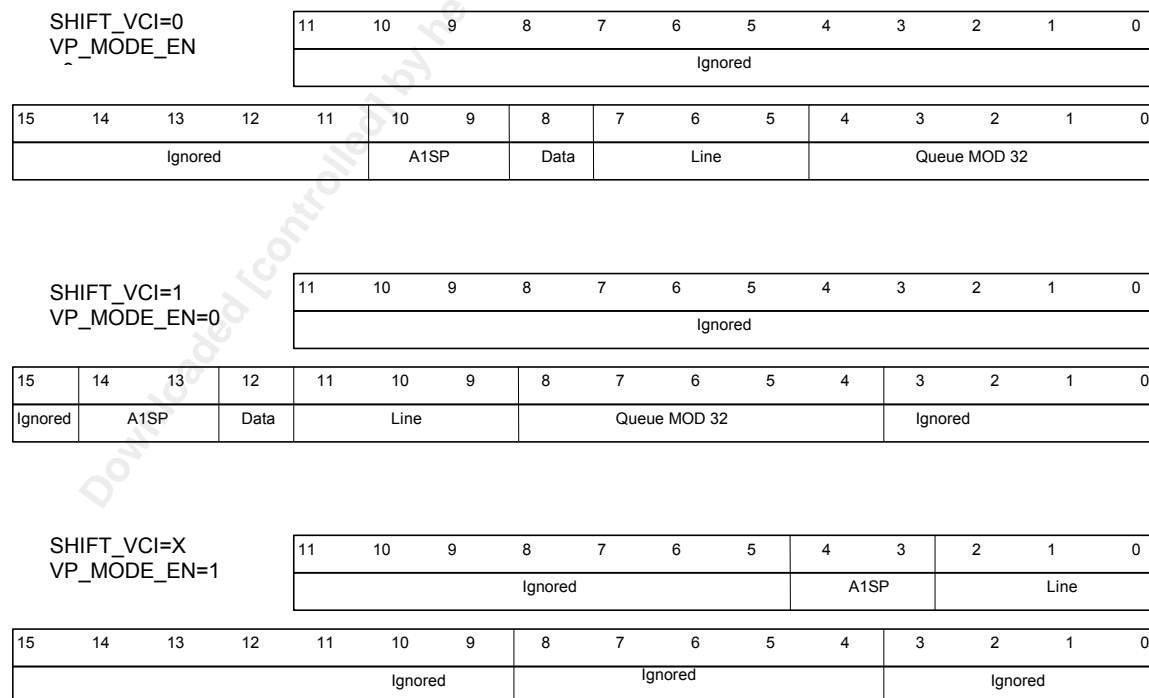 SHIFT_VCI=0
VP_MODE_EN
11 10 9 8 7 6 5 4 3 2 1 0
Ignored
15 14 13 12 11 10 9 8 7 6 5 4 3 2 1 0
Ignored A1SP Data Line Queue MOD 32
SHIFT_VCI=1
VP_MODE_EN=0
11 10 9 8 7 6 5 4 3 2 1 0
Ignored
15 14 13 12 11 10 9 8 7 6 5 4 3 2 1 0
Ignored A1SP Data Line Queue MOD 32 Ignored
SHIFT_VCI=X
VP_MODE_EN=1
11 10 9 8 7 6 5 4 3 2 1 0
Ignored A1SP Line
15 14 13 12 11 10 9 8 7 6 5 4 3 2 1 0
Ignored Ignored Ignored
Downloaded [controlled] by he